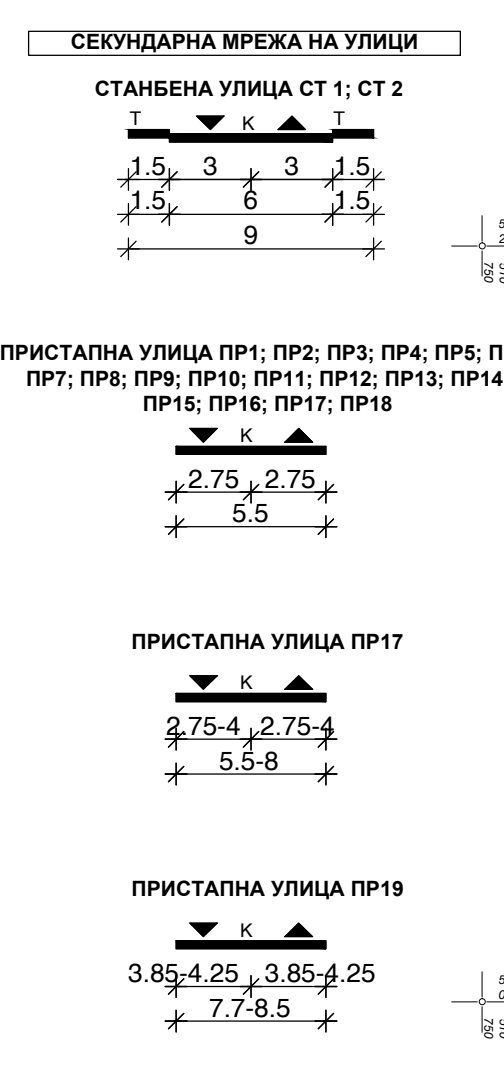 СЕКУНДАРНА МРЕЖА НА УЛИЦИ
СТАНБЕНА УЛИЦА СТ 1; СТ 2
Т К Т
1.5 3 3 1.5
1.5 6 1.5
9
ПРИСТАПНА УЛИЦА ПР1; ПР2; ПР3; ПР4; ПР5; П
ПР7; ПР8; ПР9; ПР10; ПР11; ПР12; ПР13; ПР14
ПР15; ПР16; ПР17; ПР18
К
2.75 2.75
5.5
ПРИСТАПНА УЛИЦА ПР17
К
2.75-4 2.75-4
5.5-8
ПРИСТАПНА УЛИЦА ПР19
К
3.85-4.25 3.85-4.25
7.7-8.5
750
750